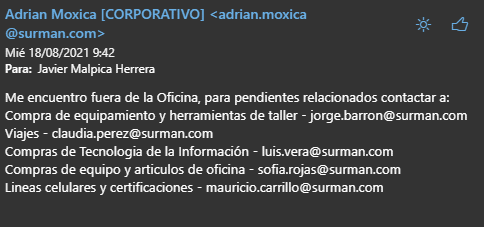 Adrian Moxica [CORPORATIVO] <adrian.moxica
@surman.com>
Mié 18/08/2021 9:42
Para: Javier Malpica Herrera
Me encuentro fuera de la Oficina, para pendientes relacionados contactar a:
Compra de equipamiento y herramientas de taller - jorge.barron@surman.com
Viajes - claudia.perez@surman.com
Compras de Tecnologia de la Información - luis.vera@surman.com
Compras de equipo y articulos de oficina - sofia.rojas@surman.com
Lineas celulares y certificaciones - mauricio.carrillo@surman.com